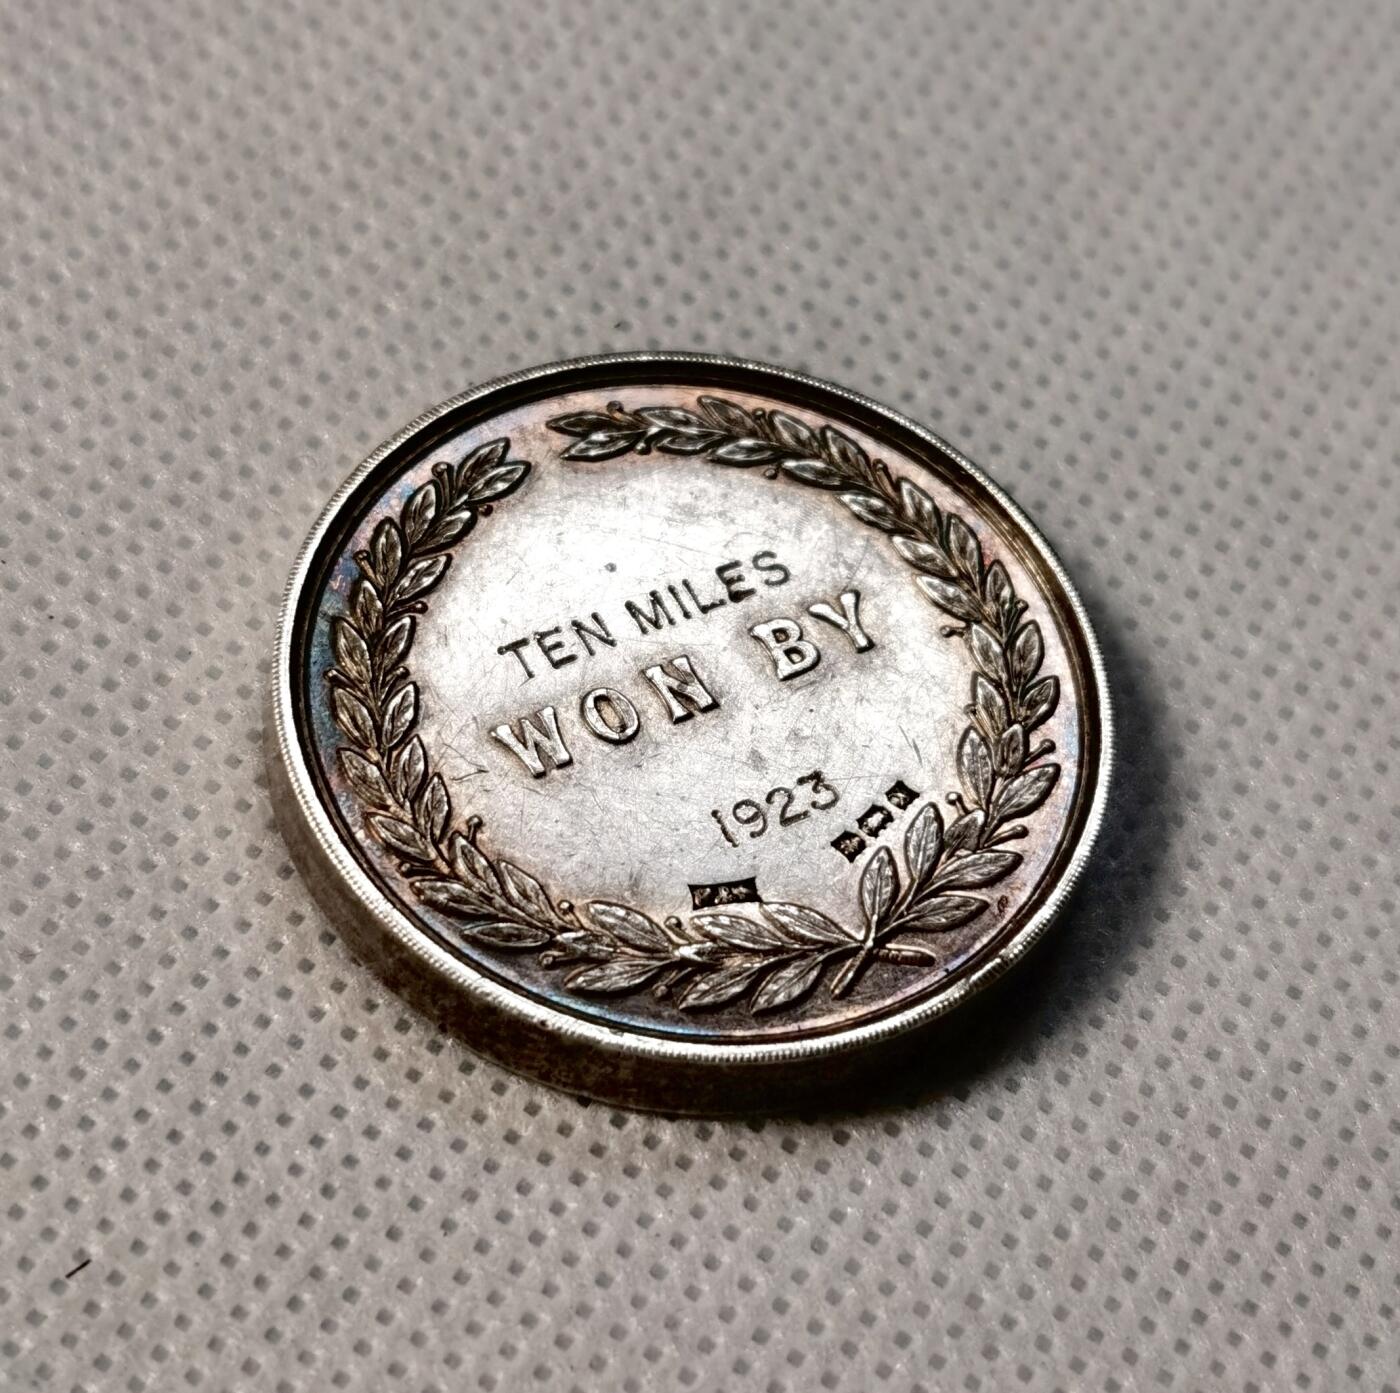 TEN MILES
WON BY
1923